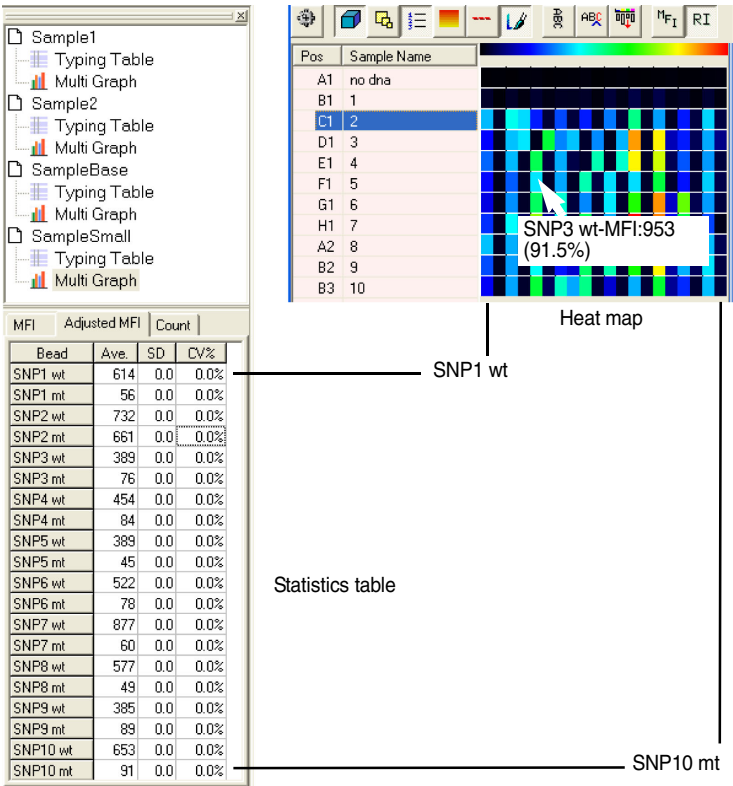 Sample1
Typing Table
Multi Graph
Sample2
Typing Table
Multi Graph
SampleBase
Typing Table
Multi Graph
SampleSmall
Typing Table
Multi Graph
ABC ABC MFI RI
Pos Sample Name
A1 no dna
B1 1
C1 2
D1 3
E1 4
F1 5
G1 6
H1 7
A2 8
B2 9
B3 10
SNP3 wt-MFI:953
(91.5%)
Heat map
SNP1 wt
MFI Adjusted MFI Count
Bead Ave. SD CV%
SNP1 wt 614 0.0 0.0%
SNP1 mt 56 0.0 0.0%
SNP2 wt 732 0.0 0.0%
SNP2 mt 661 0.0 0.0%
SNP3 wt 389 0.0 0.0%
SNP3 mt 76 0.0 0.0%
SNP4 wt 454 0.0 0.0%
SNP4 mt 84 0.0 0.0%
SNP5 wt 389 0.0 0.0%
SNP5 mt 45 0.0 0.0%
SNP6 wt 522 0.0 0.0%
SNP6 mt 78 0.0 0.0%
SNP7 wt 877 0.0 0.0%
SNP7 mt 60 0.0 0.0%
SNP8 wt 577 0.0 0.0%
SNP8 mt 49 0.0 0.0%
SNP9 wt 385 0.0 0.0%
SNP9 mt 89 0.0 0.0%
SNP10 wt 653 0.0 0.0%
SNP10 mt 91 0.0 0.0%
Statistics table
SNP10 mt